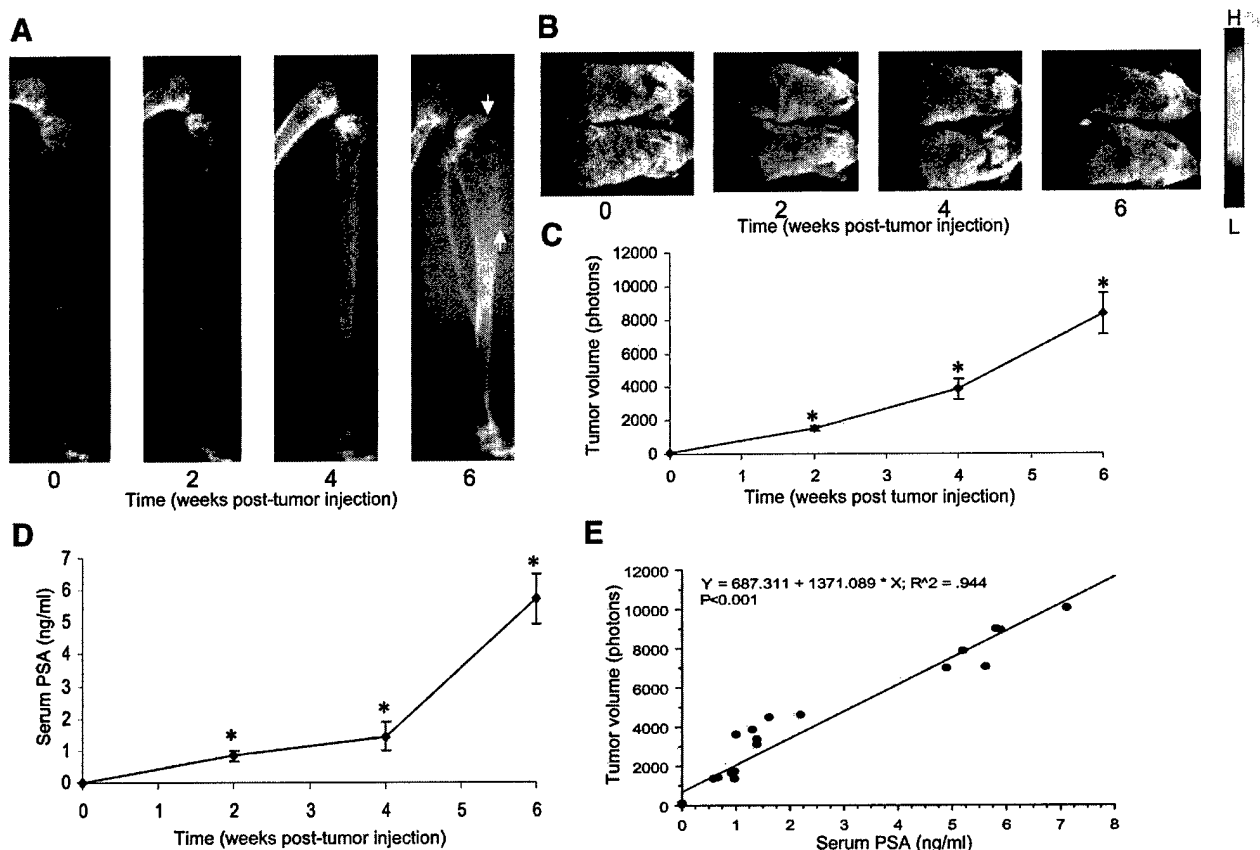 A
0
2
4
6
Time (weeks post-tumor injection)
B
0
2
4
6
Time (weeks post-tumor injection)
H
L
C
12000
10000
8000
6000
4000
2000
0
Tumor volume (photons)
*
*
*
0 1 2 3 4 5 6
Time (weeks post tumor injection)
D
7
6
5
4
3
2
1
0
Serum PSA (ng/ml)
*
*
*
0 1 2 3 4 5 6
Time (weeks post-tumor injection)
E
Y = 687.311 + 1371.089 * X; R^2 = .944
P<0.001
12000
10000
8000
6000
4000
2000
0
Tumor volume (photons)
0 1 2 3 4 5 6 7 8
Serum PSA (ng/ml)